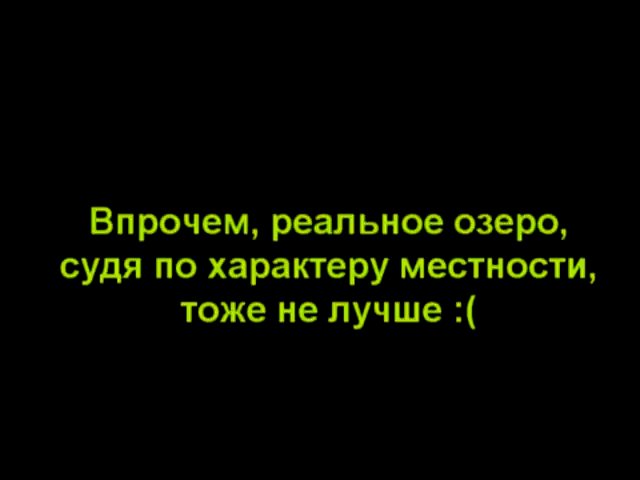 Впрочем, реальное озеро,
судя по характеру местности,
тоже не лучше :(